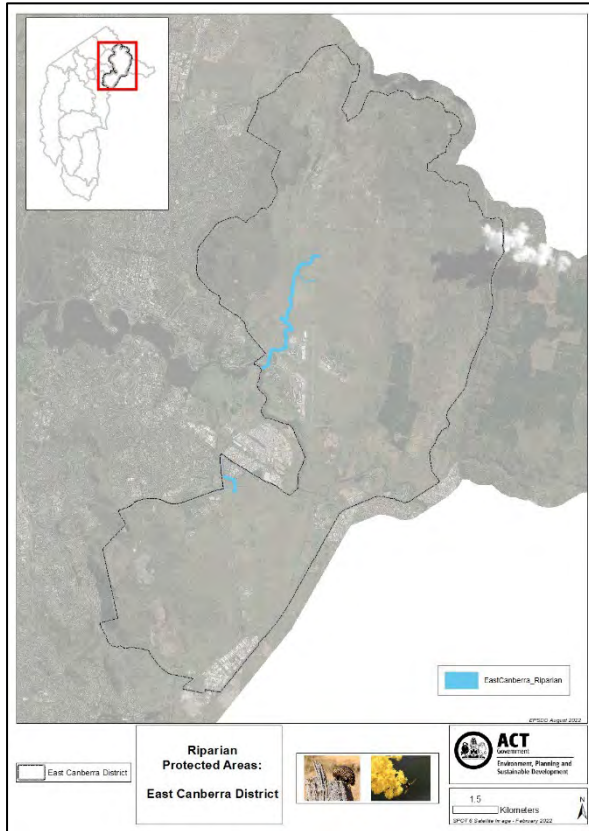 EastCanberra_Riparian
EPSDD August 2022
East Canberra District
Riparian
Protected Areas:
East Canberra District
ACT
Government
Environment, Planning and
Sustainable Development
1.5
Kilometers
N
SPOT 6 Satellite Image - February 2022